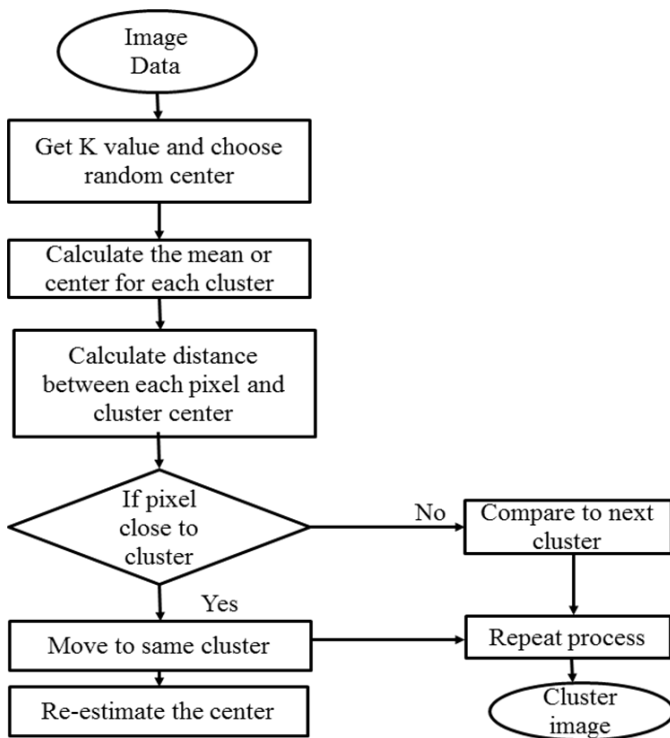 Image
Data
Get K value and choose
random center
Calculate the mean or
center for each cluster
Calculate distance
between each pixel and
cluster center
If pixel
close to
cluster
No
Compare to next
cluster
Yes
Move to same cluster
Repeat process
Re-estimate the center
Cluster
image